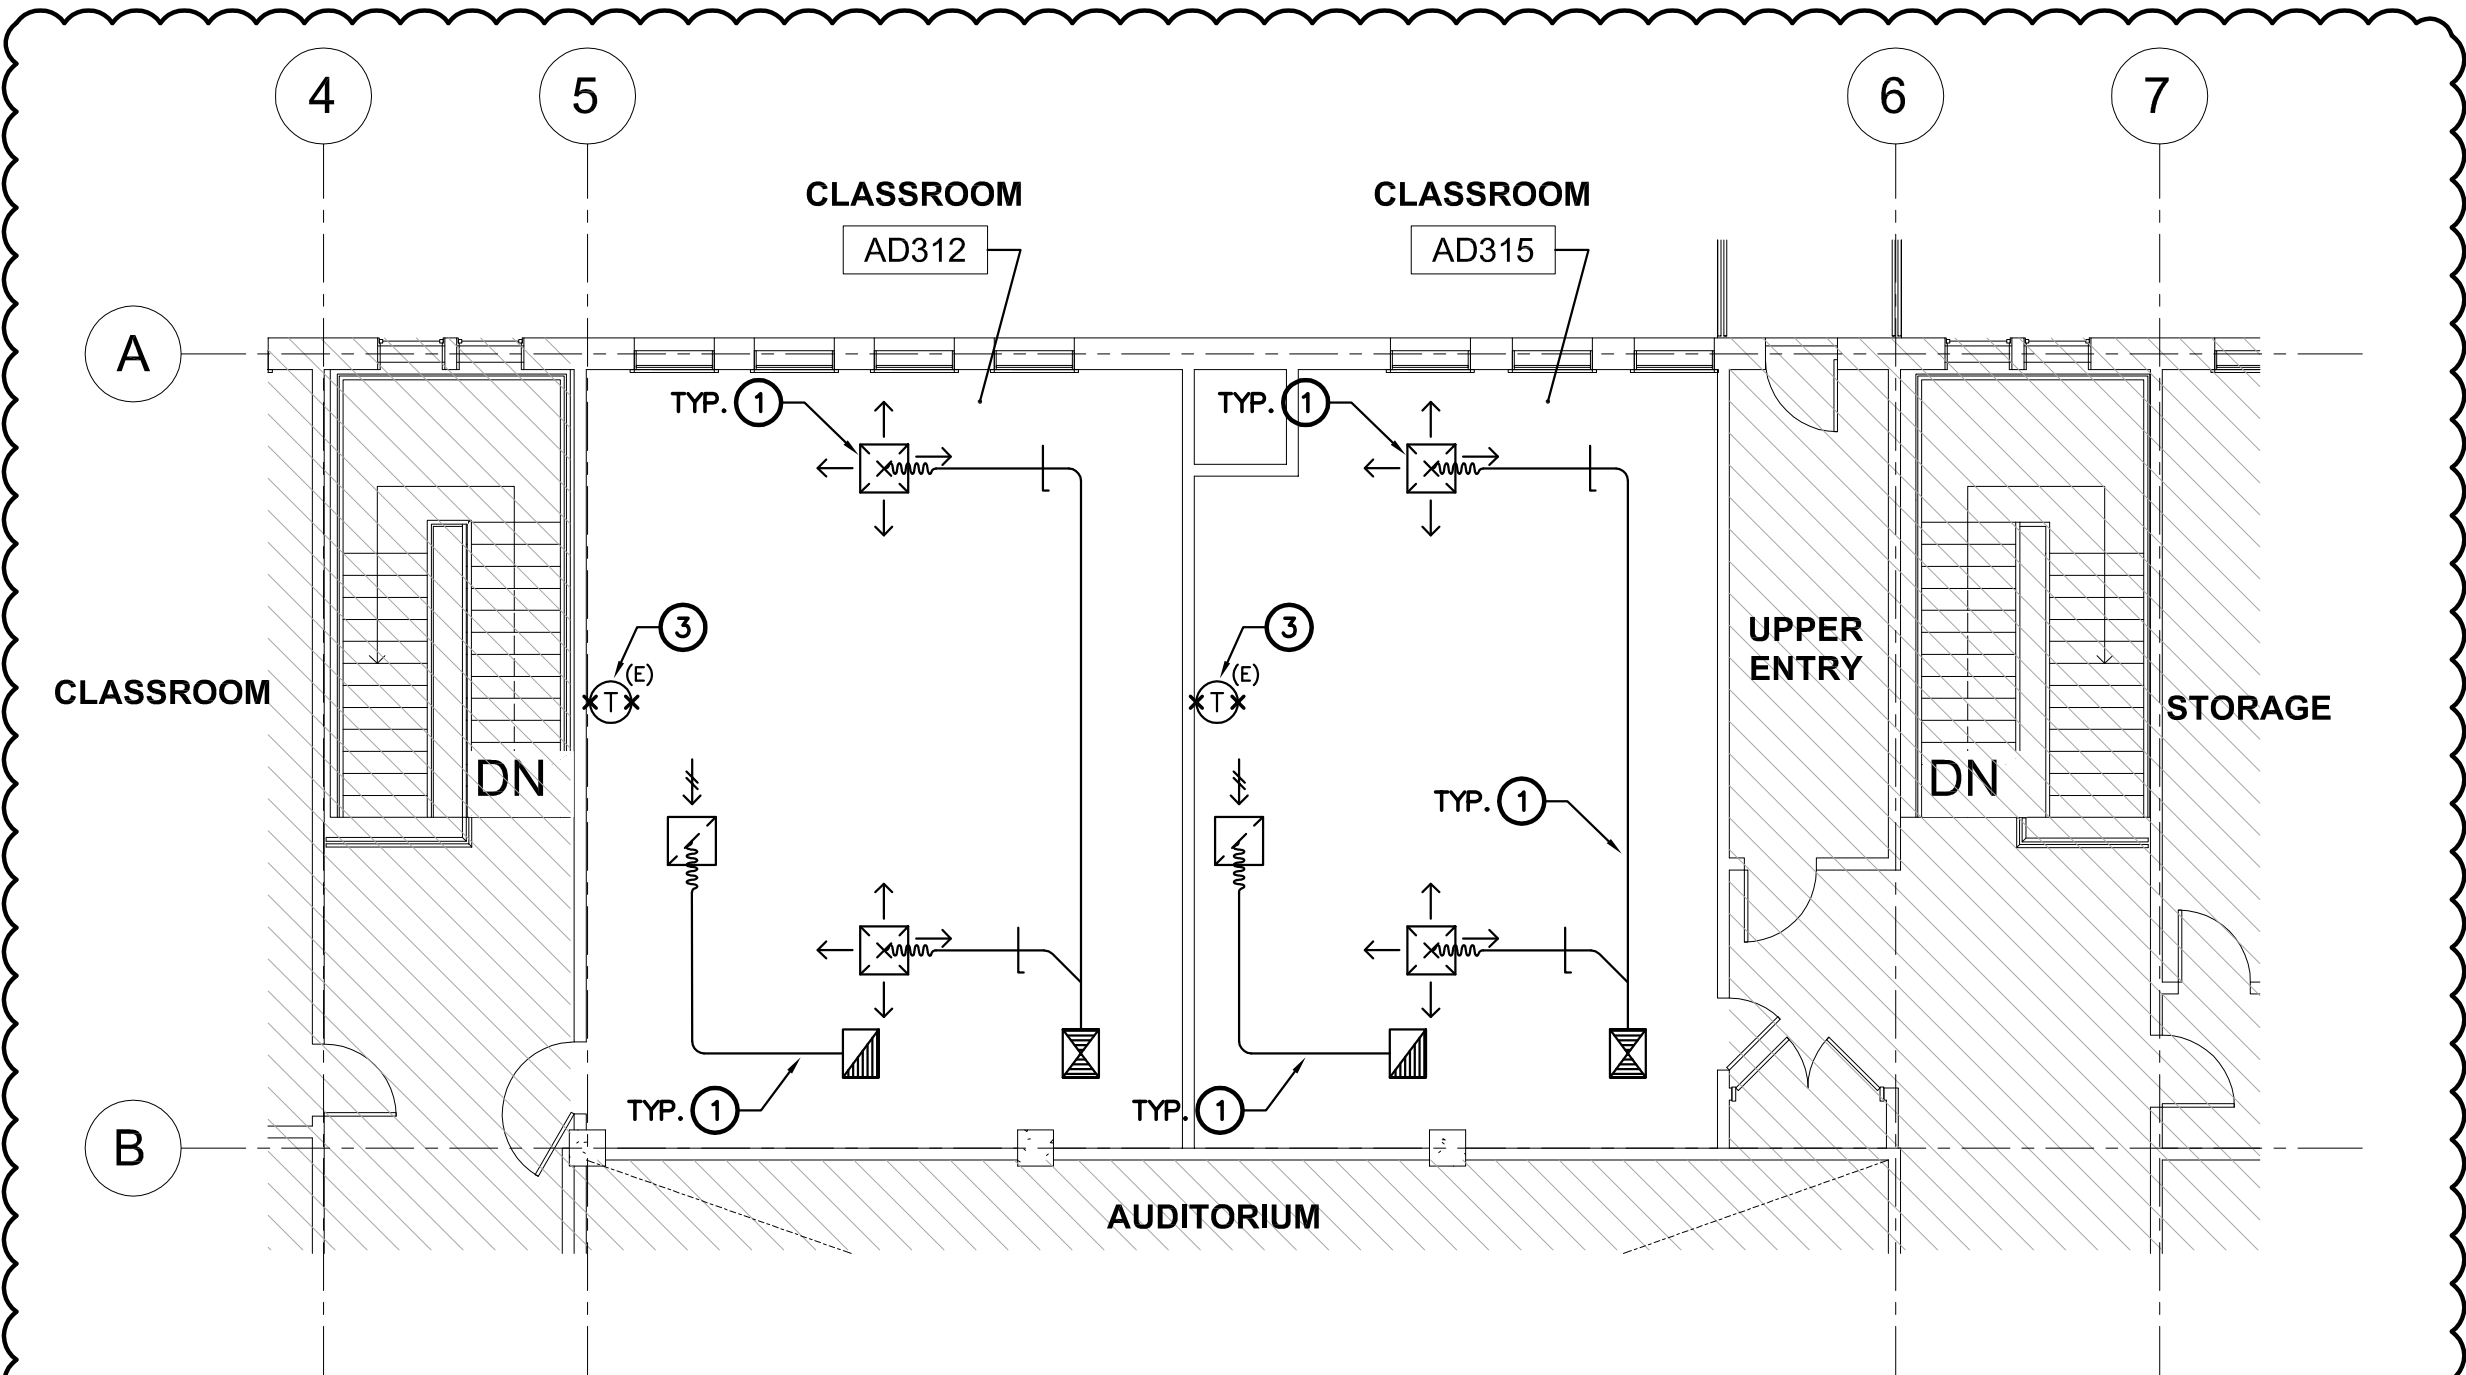 4
5
6
7
CLASSROOM
CLASSROOM
AD312
AD315
A
TYP. 1
TYP. 1
3
3
UPPER
ENTRY
(E)
(E)
CLASSROOM
T
T
STORAGE
DN
DN
TYP. 1
TYP. 1
TYP. 1
B
AUDITORIUM